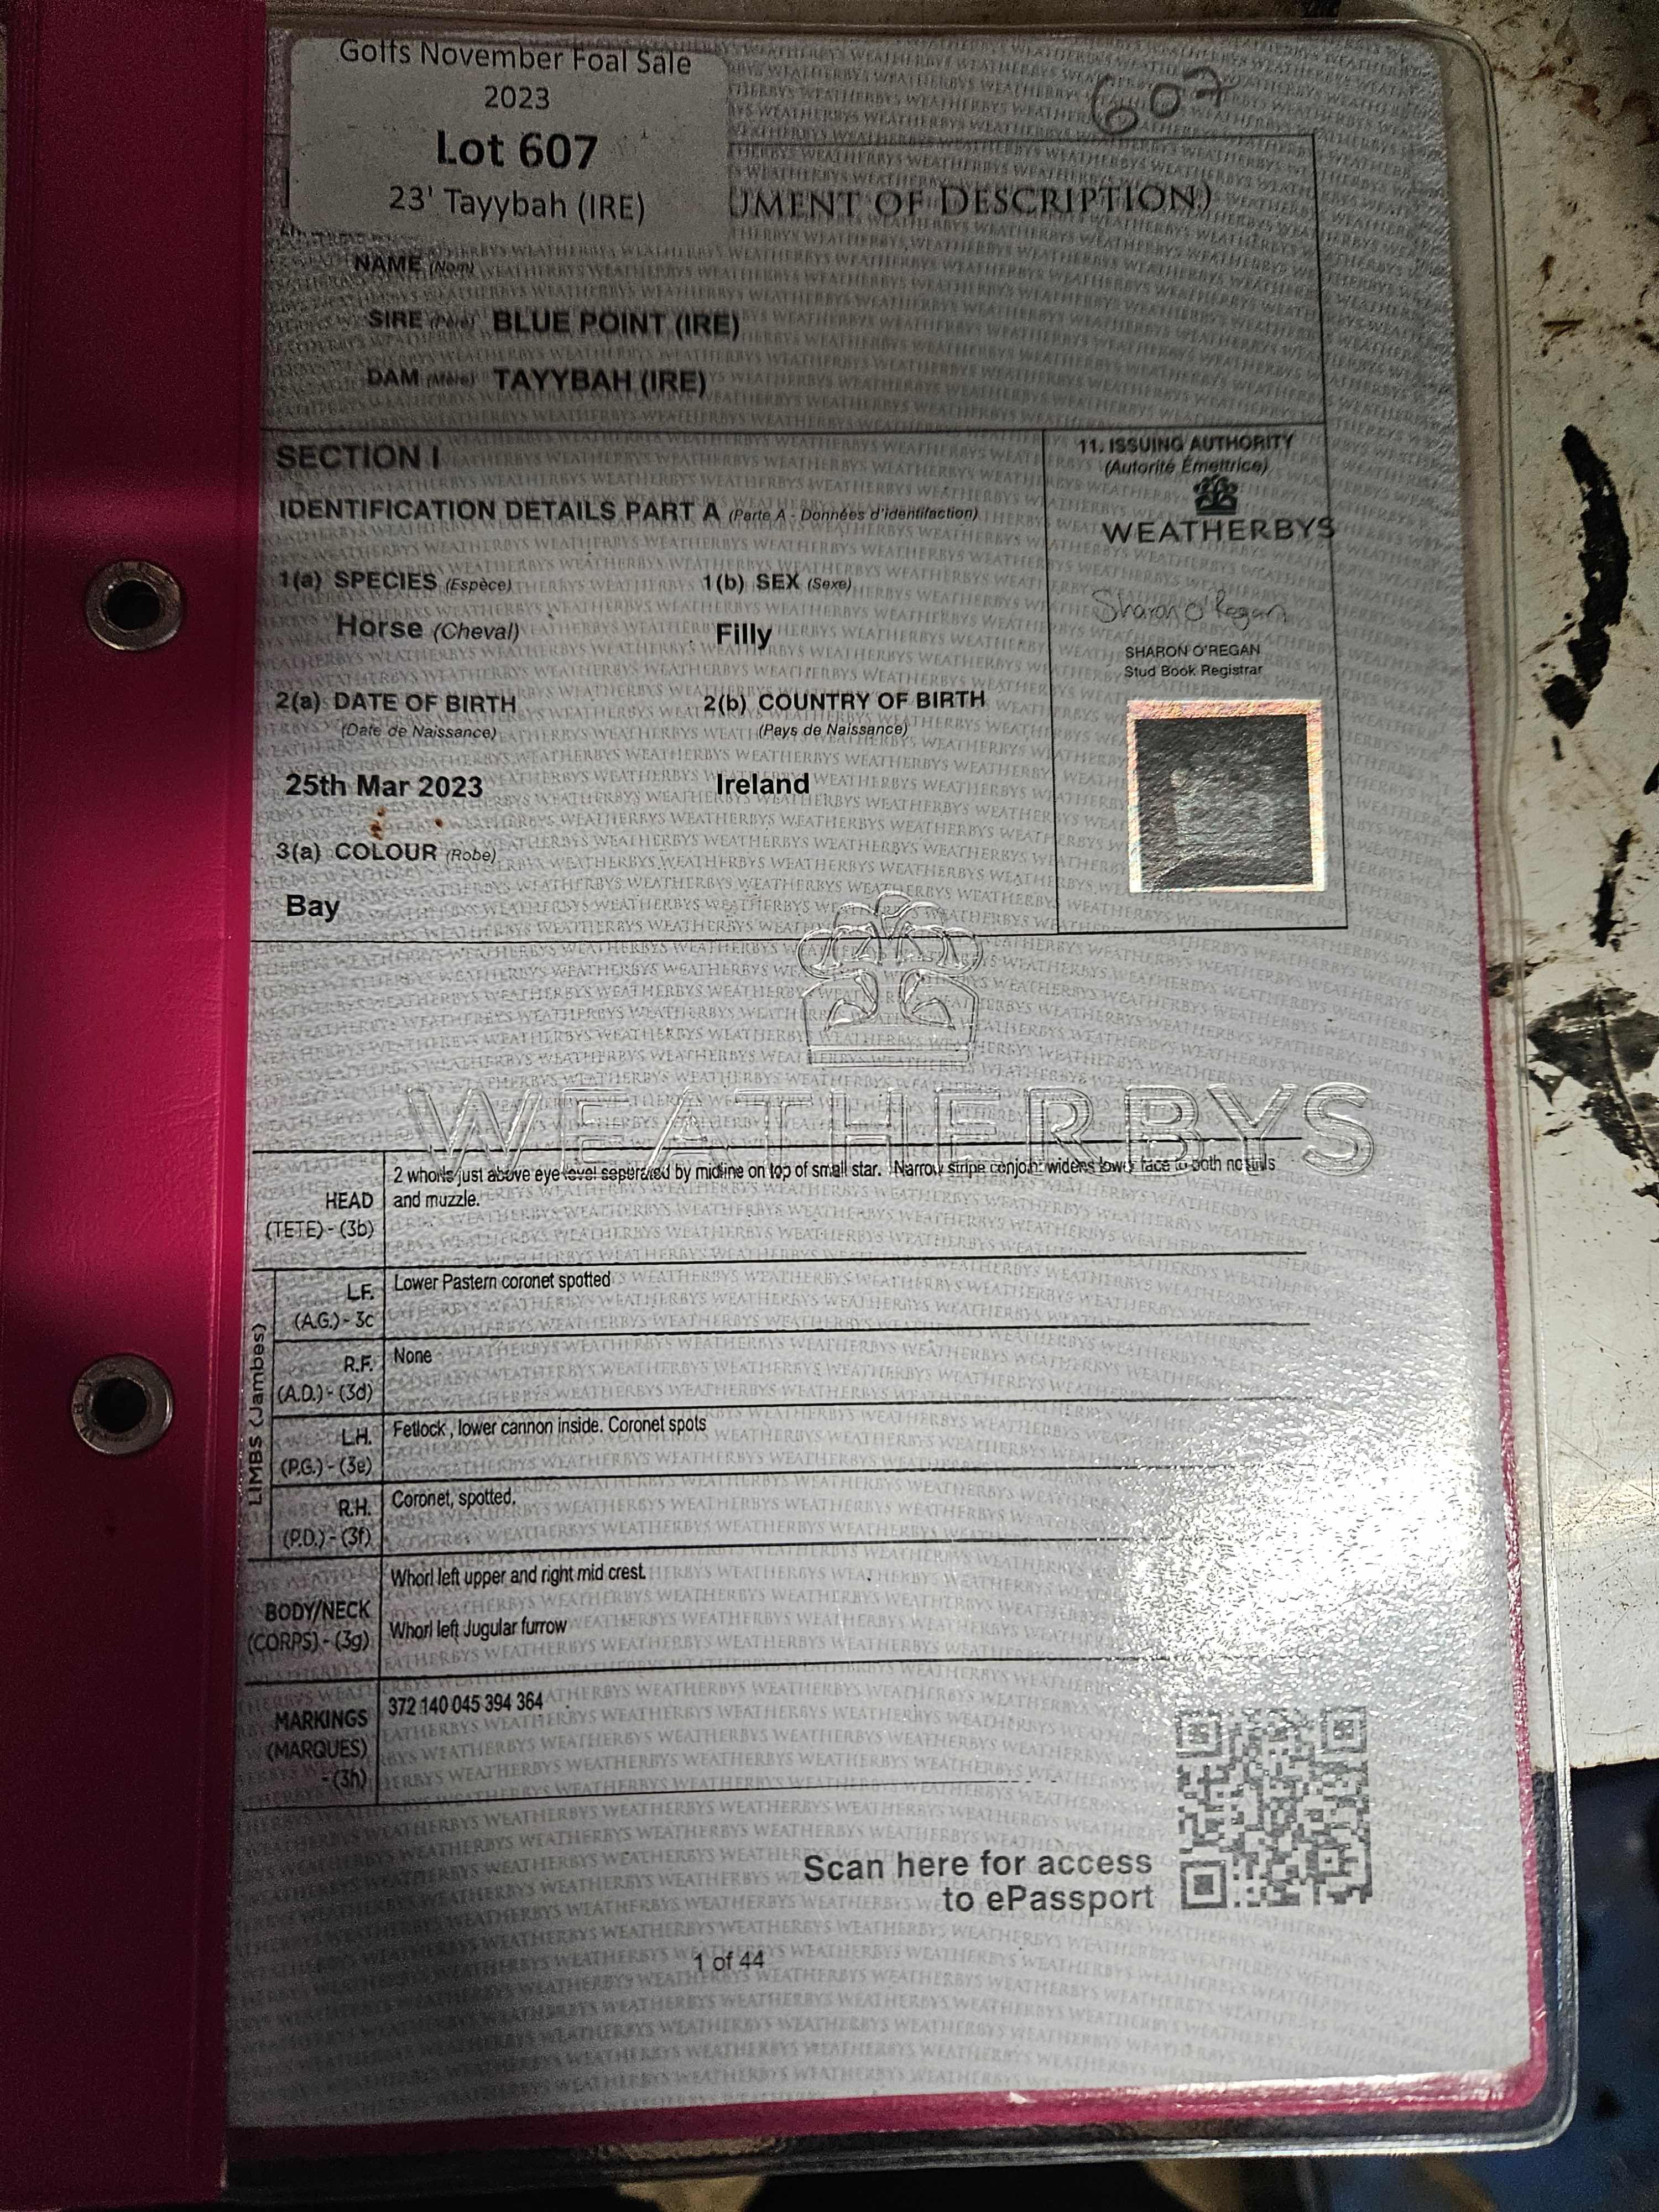 Goffs November Foal Sale
2023
Lot 607
23' Tayybah (IRE)
607
UMENT OF DESCRIPTION)
NAME (Nom)
SIRE (Père) BLUE POINT (IRE)
DAM (Mère) TAYYBAH (IRE)
SECTION I
IDENTIFICATION DETAILS PART A (Parte A - Données d'identifaction)
11. ISSUING AUTHORITY
(Autorité Émettrice)
WEATHERBYS
Sharon O'Regan
SHARON O'REGAN
Stud Book Registrar
1(a) SPECIES (Espèce)
1(b) SEX (Sexe)
Horse (Cheval)
Filly
2(a) DATE OF BIRTH
(Date de Naissance)
2(b) COUNTRY OF BIRTH
(Pays de Naissance)
25th Mar 2023
Ireland
3(a) COLOUR (Robe)
Bay
WEATHERBYS
HEAD
(TETE) - (3b)
2 whorls just above eye level seperated by midline on top of small star. Narrow stripe conjoint widens lower face to both nostrils
and muzzle.
LIMBS (Jambes)
L.F.
(A.G.) - 3c
Lower Pastern coronet spotted
R.F.
(A.D.) - (3d)
None
L.H.
(P.G.) - (3e)
Fetlock , lower cannon inside. Coronet spots
R.H.
(P.D.) - (3f)
Coronet, spotted.
BODY/NECK
(CORPS) - (3g)
Whorl left upper and right mid crest.
Whorl left Jugular furrow
MARKINGS
(MARQUES)
- (3h)
372 140 045 394 364
Scan here for access
to ePassport
1 of 44